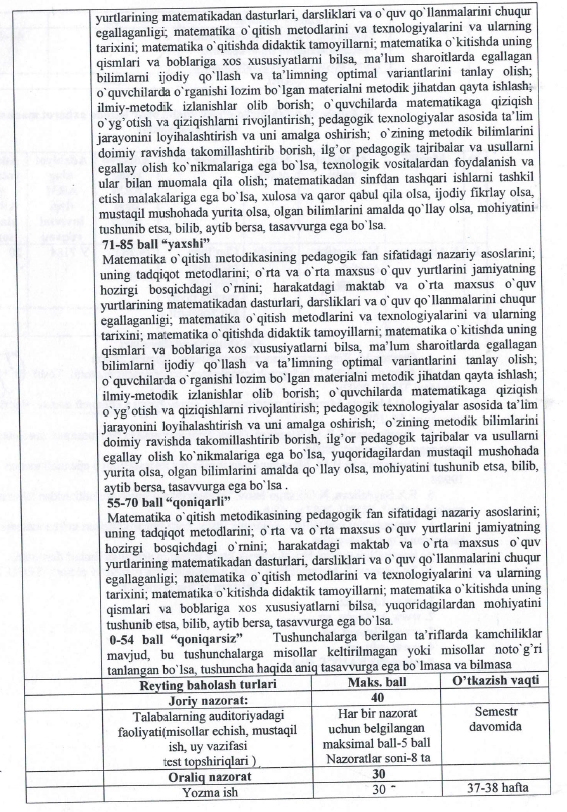 yurtlarining matematikadan dasturlari, darsliklari va o`quv qo`llanmalarini chuqur
egallaganligi; matematika o`qitish metodlarini va texnologiyalarini va ularning
tarixini; matematika o`qitishda didaktik tamoyillarni; matematika o`kitishda uning
qismlari va boblariga xos xususiyatlarni bilsa, ma'lum sharoitlarda egallagan
bilimlarni ijodiy qo`llash va ta'limning optimal variantlarini tanlay olish;
o`quvchilarda o`rganishi lozim bo`lgan materialni metodik jihatdan qayta ishlash;
ilmiy-metodik izlanishlar olib borish; o`quvchilarda matematikaga qiziqish
o`yg'otish va qiziqishlarni rivojlantirish; pedagogik texnologiyalar asosida ta'lim
jarayonini loyihalashtirish va uni amalga oshirish; o`zining metodik bilimlarini
doimiy ravishda takomillashtirib borish, ilg'or pedagogik tajribalar va usullarni
egallay olish ko`nikmalariga ega bo`lsa, texnologik vositalardan foydalanish va
ular bilan muomala qila olish; matematikadan sinfdan tashqari ishlarni tashkil
etish malakalariga ega bo`lsa, xulosa va qaror qabul qila olsa, ijodiy fikrlay olsa,
mustaqil mushohada yurita olsa, olgan bilimlarini amalda qo`llay olsa, mohiyatini
tushunib etsa, bilib, aytib bersa, tasavvurga ega bo`lsa.
71-85 ball “yaxshi”
Matematika o`qitish metodikasining pedagogik fan sifatidagi nazariy asoslarini;
uning tadqiqot metodlarini; o`rta va o`rta maxsus o`quv yurtlarini jamiyatning
hozirgi bosqichdagi o`rnini; harakatdagi maktab va o`rta maxsus o`quv
yurtlarining matematikadan dasturlari, darsliklari va o`quv qo`llanmalarini chuqur
egallaganligi; matematika o`qitish metodlarini va texnologiyalarini va ularning
tarixini; matematika o`qitishda didaktik tamoyillarni; matematika o`kitishda uning
qismlari va boblariga xos xususiyatlarni bilsa, ma'lum sharoitlarda egallagan
bilimlarni ijodiy qo`llash va ta'limning optimal variantlarini tanlay olish;
o`quvchilarda o`rganishi lozim bo`lgan materialni metodik jihatdan qayta ishlash;
ilmiy-metodik izlanishlar olib borish; o`quvchilarda matematikaga qiziqish
o`yg'otish va qiziqishlarni rivojlantirish; pedagogik texnologiyalar asosida ta'lim
jarayonini loyihalashtirish va uni amalga oshirish; o`zining metodik bilimlarini
doimiy ravishda takomillashtirib borish, ilg'or pedagogik tajribalar va usullarni
egallay olish ko`nikmalariga ega bo`lsa, yuqoridagilardan mustaqil mushohada
yurita olsa, olgan bilimlarini amalda qo`llay olsa, mohiyatini tushunib etsa, bilib,
aytib bersa, tasavvurga ega bo`lsa .
55-70 ball “qoniqarli”
Matematika o`qitish metodikasining pedagogik fan sifatidagi nazariy asoslarini;
uning tadqiqot metodlarini; o`rta va o`rta maxsus o`quv yurtlarini jamiyatning
hozirgi bosqichdagi o`rnini; harakatdagi maktab va o`rta maxsus o`quv
yurtlarining matematikadan dasturlari, darsliklari va o`quv qo`llanmalarini chuqur
egallaganligi; matematika o`qitish metodlarini va texnologiyalarini va ularning
tarixini; matematika o`kitishda didaktik tamoyillarni; matematika o`kitishda uning
qismlari va boblariga xos xususiyatlarni bilsa, yuqoridagilardan mohiyatini
tushunib etsa, bilib, aytib bersa, tasavvurga ega bo`lsa.
0-54 ball “qoniqarsiz” Tushunchalarga berilgan ta'riflarda kamchiliklar
mavjud, bu tushunchalarga misollar keltirilmagan yoki misollar noto`g'ri
tanlangan bo`lsa, tushuncha haqida aniq tasavvurga ega bo`lmasa va bilmasa
Reyting baholash turlari Maks. ball O’tkazish vaqti
Joriy nazorat: 40
Talabalarning auditoriyadagi Har bir nazorat Semestr
faoliyati(misollar echish, mustaqil uchun belgilangan davomida
ish, uy vazifasi maksimal ball-5 ball
test topshiriqlari ) Nazoratlar soni-8 ta
Oraliq nazorat 30
Yozma ish 30 37-38 hafta